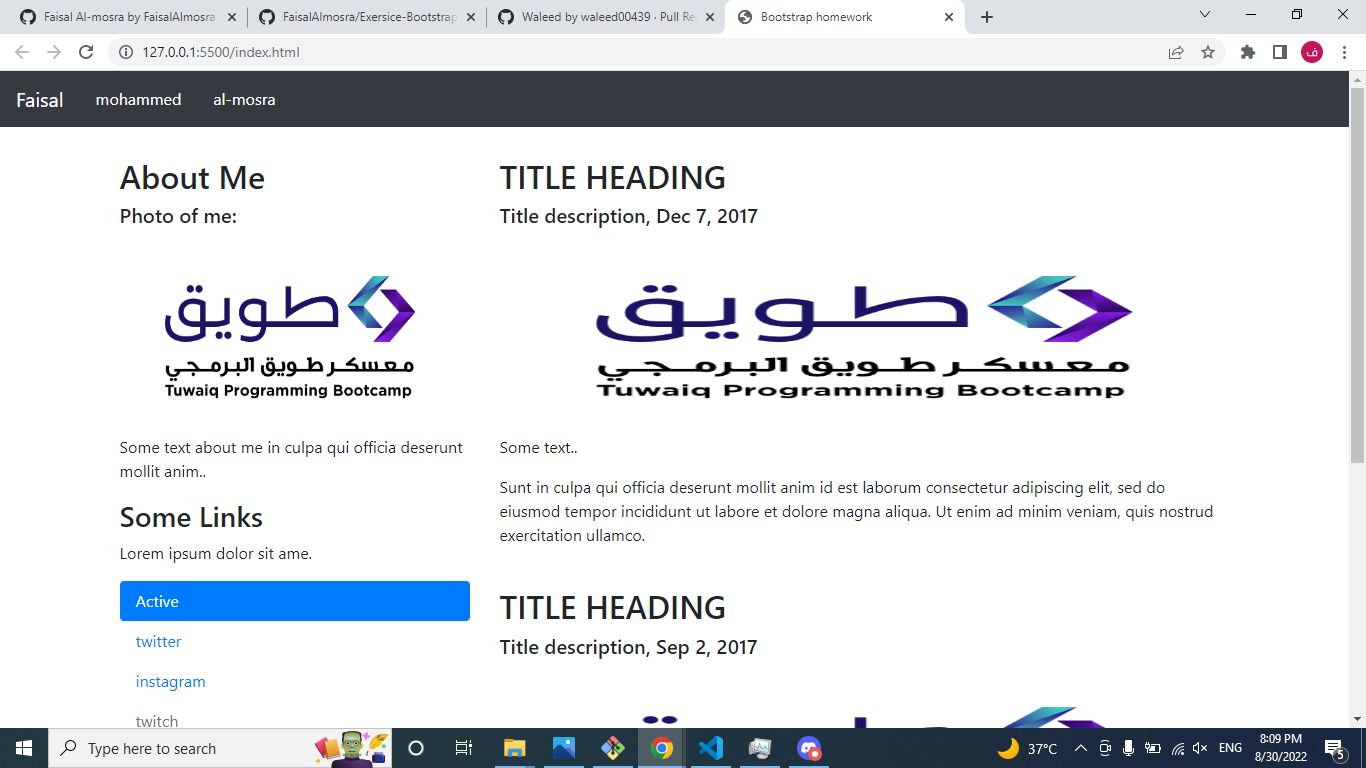 Faisal Al-mosra by FaisalAlmosra
FaisalAlmosra/Exersice-Bootstrap
Waleed by waleed00439 · Pull Re
Bootstrap homework
127.0.0.1:5500/index.html
ف
Faisal mohammed al-mosra
About Me
Photo of me:
طويق
معسكر طويق البرمجي
Tuwaiq Programming Bootcamp
Some text about me in culpa qui officia deserunt
mollit anim..
Some Links
Lorem ipsum dolor sit ame.
Active
twitter
instagram
twitch
TITLE HEADING
Title description, Dec 7, 2017
طويق
معسكر طويق البرمجي
Tuwaiq Programming Bootcamp
Some text..
Sunt in culpa qui officia deserunt mollit anim id est laborum consectetur adipiscing elit, sed do
eiusmod tempor incididunt ut labore et dolore magna aliqua. Ut enim ad minim veniam, quis nostrud
exercitation ullamco.
TITLE HEADING
Title description, Sep 2, 2017
Type here to search
37°C
ENG
8:09 PM
8/30/2022
5